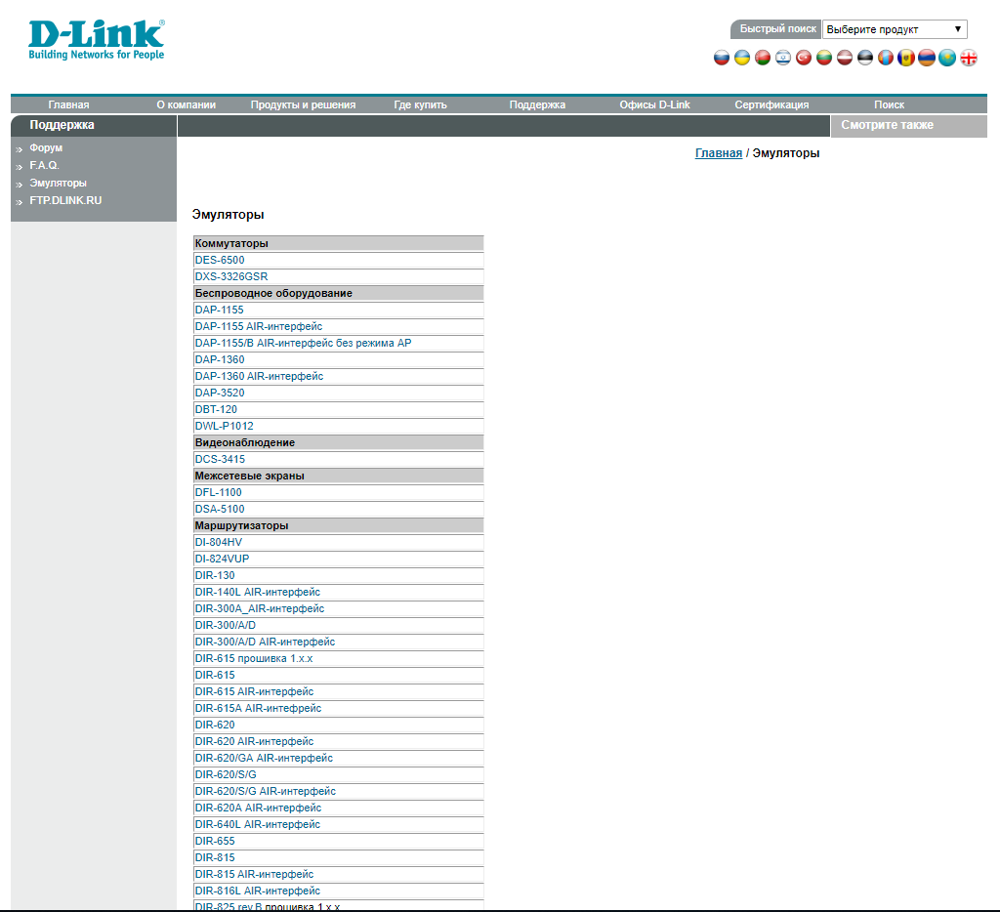 D-Link®
Building Networks for People
Быстрый поиск
Выберите продукт
Главная
О компании
Продукты и решения
Где купить
Поддержка
Офисы D-Link
Сертификация
Поиск
Поддержка
Смотрите также
Форум
F.A.Q.
Эмуляторы
FTP.DLINK.RU
Главная / Эмуляторы
Эмуляторы
Коммутаторы
DES-6500
DXS-3326GSR
Беспроводное оборудование
DAP-1155
DAP-1155 AIR-интерфейс
DAP-1155/B AIR-интерфейс без режима AP
DAP-1360
DAP-1360 AIR-интерфейс
DAP-3520
DBT-120
DWL-P1012
Видеонаблюдение
DCS-3415
Межсетевые экраны
DFL-1100
DSA-5100
Маршрутизаторы
DI-804HV
DI-824VUP
DIR-130
DIR-140L AIR-интерфейс
DIR-300A_AIR-интерфейс
DIR-300/A/D
DIR-300/A/D AIR-интерфейс
DIR-615 прошивка 1.x.x
DIR-615
DIR-615 AIR-интерфейс
DIR-615A AIR-интефрейс
DIR-620
DIR-620 AIR-интерфейс
DIR-620/GA AIR-интерфейс
DIR-620/S/G
DIR-620/S/G AIR-интерфейс
DIR-620A AIR-интерфейс
DIR-640L AIR-интерфейс
DIR-655
DIR-815
DIR-815 AIR-интерфейс
DIR-816L AIR-интерфейс
DIR-825 rev.B прошивка 1.x.x